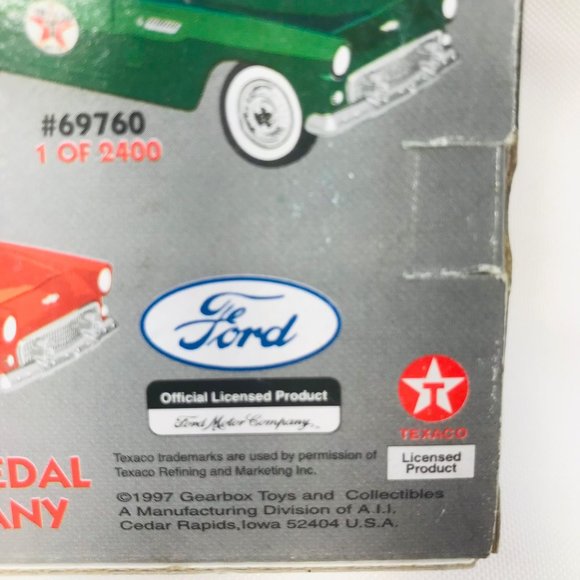 #69760
1 OF 2400
Ford
Official Licensed Product
Ford Motor Company
T
TEXACO
Licensed
Product
Texaco trademarks are used by permission of
Texaco Refining and Marketing Inc.
EDAL
ANY
©1997 Gearbox Toys and Collectibles
A Manufacturing Division of A.I.I.
Cedar Rapids,Iowa 52404 U.S.A.